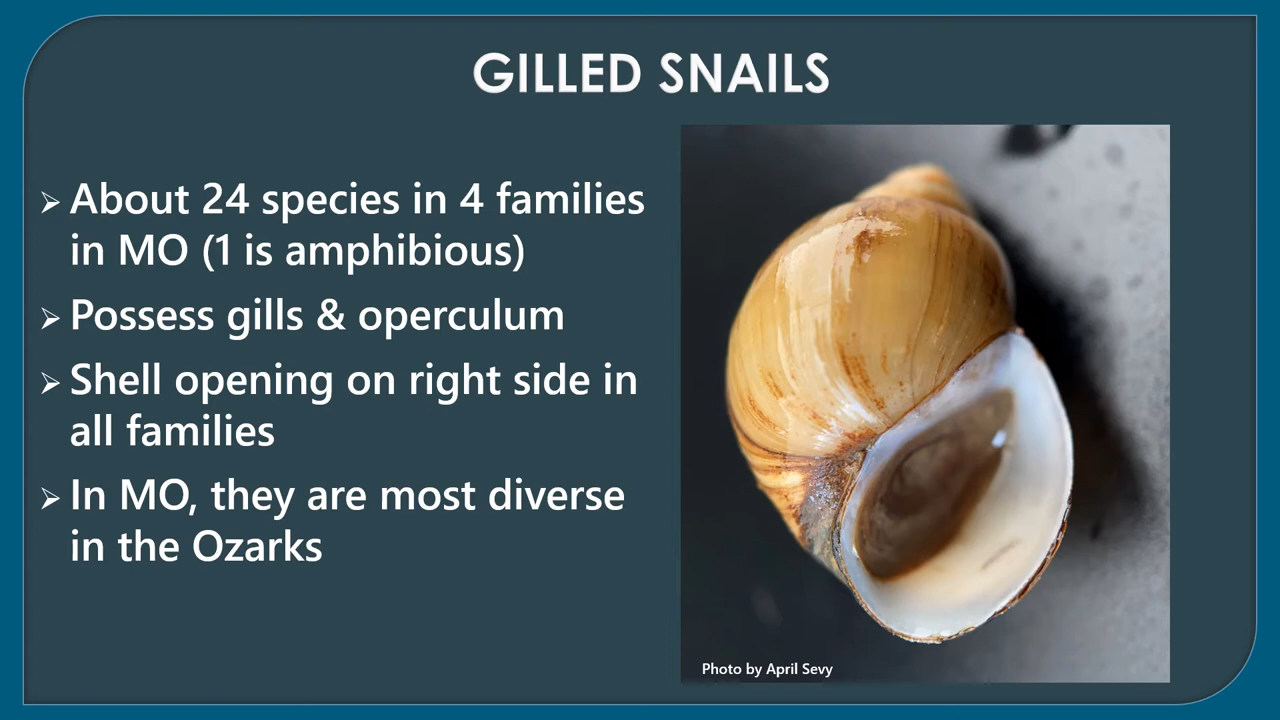 GILLED SNAILS
➢ About 24 species in 4 families
in MO (1 is amphibious)
➢ Possess gills & operculum
➢ Shell opening on right side in
all families
➢ In MO, they are most diverse
in the Ozarks
Photo by April Sevy